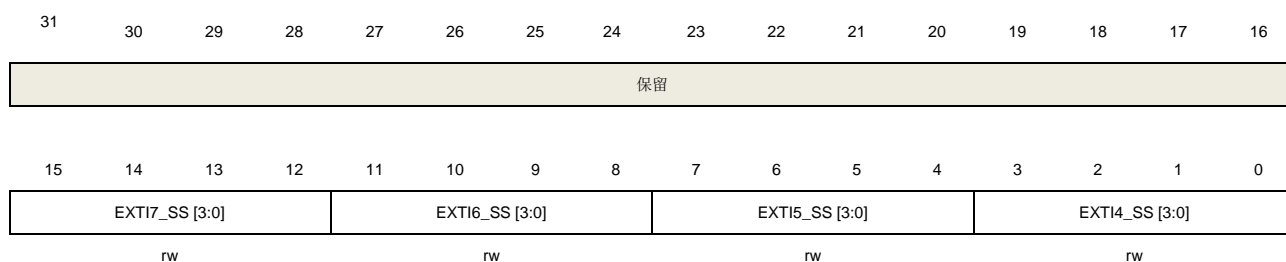 31 30 29 28 27 26 25 24 23 22 21 20 19 18 17 16
保留
15 14 13 12 11 10 9 8 7 6 5 4 3 2 1 0
EXTI7_SS [3:0] EXTI6_SS [3:0] EXTI5_SS [3:0] EXTI4_SS [3:0]
rw rw rw rw